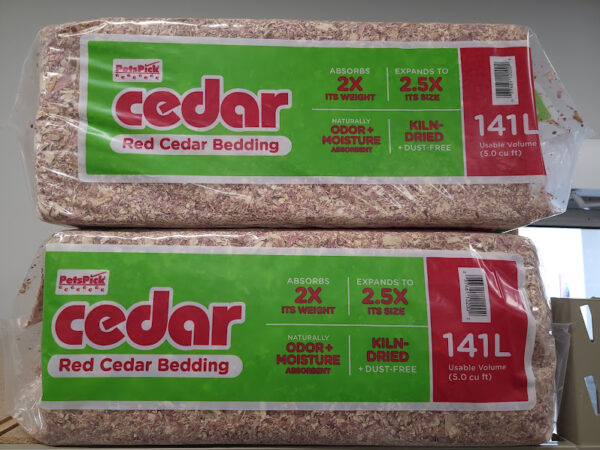 PetsPick
cedar
Red Cedar Bedding
ABSORBS
2X
ITS WEIGHT
EXPANDS TO
2.5X
ITS SIZE
NATURALLY
ODOR+
MOISTURE
ABSORBENT
KILN-
DRIED
+ DUST-FREE
141L
Usable Volume
(5.0 cu ft)
PetsPick
cedar
Red Cedar Bedding
ABSORBS
2X
ITS WEIGHT
EXPANDS TO
2.5X
ITS SIZE
NATURALLY
ODOR+
MOISTURE
ABSORBENT
KILN-
DRIED
+ DUST-FREE
141L
Usable Volume
(5.0 cu ft)